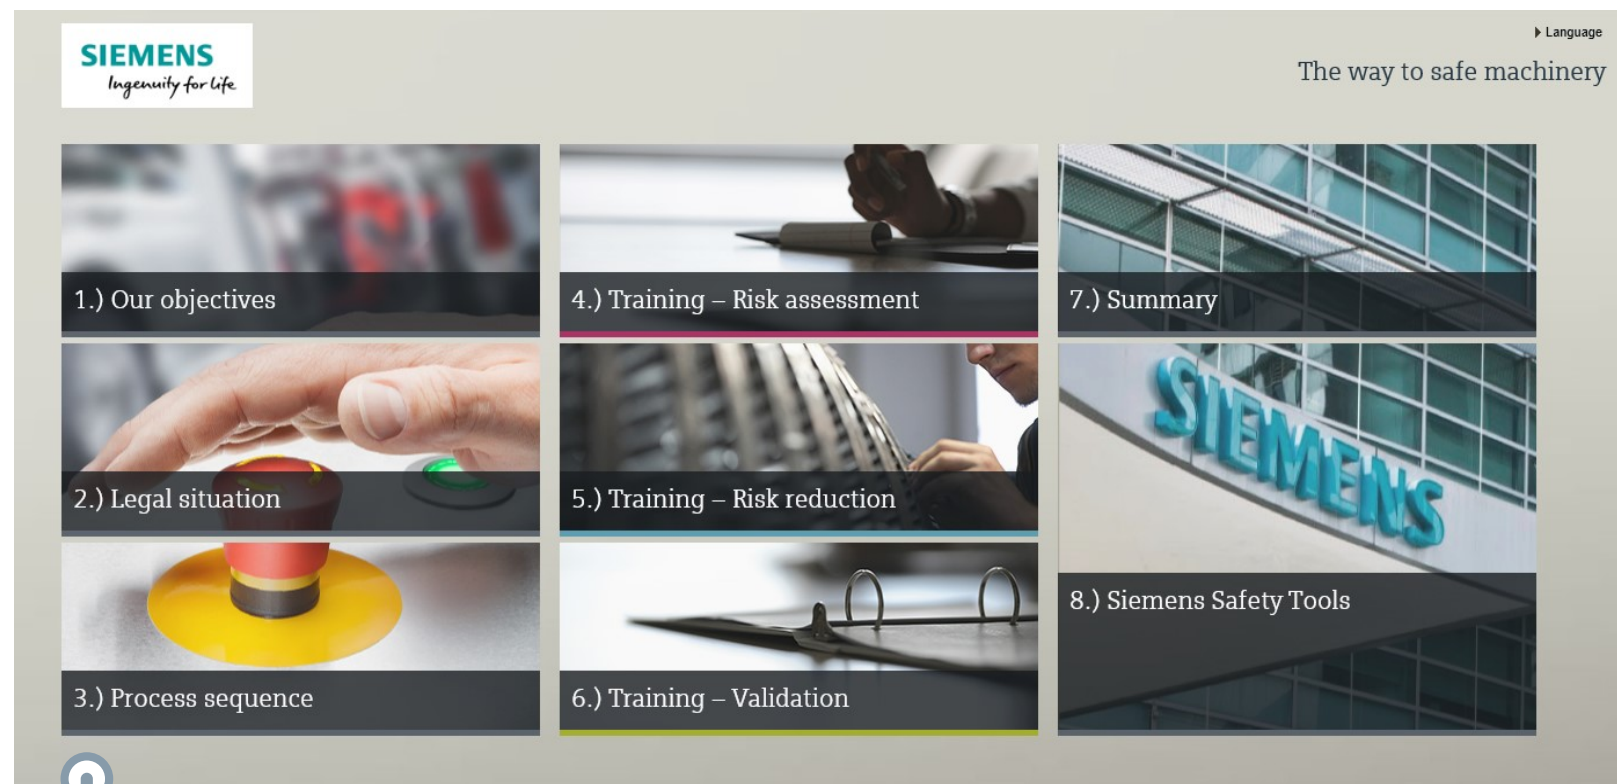 SIEMENS
Ingenuity for life
Language
The way to safe machinery
1.) Our objectives
4.) Training – Risk assessment
7.) Summary
2.) Legal situation
5.) Training – Risk reduction
SIEMENS
8.) Siemens Safety Tools
3.) Process sequence
6.) Training – Validation